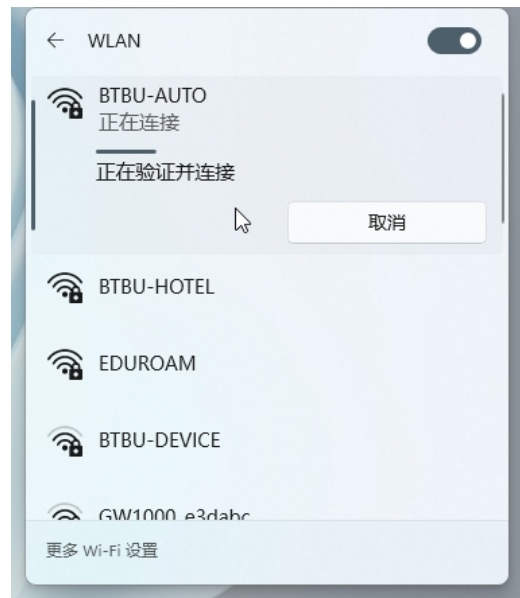 WLAN
BTBU-AUTO
正在连接
正在验证并连接
取消
BTBU-HOTEL
EDUROAM
BTBU-DEVICE
GW1000_e3dabc
更多 Wi-Fi 设置